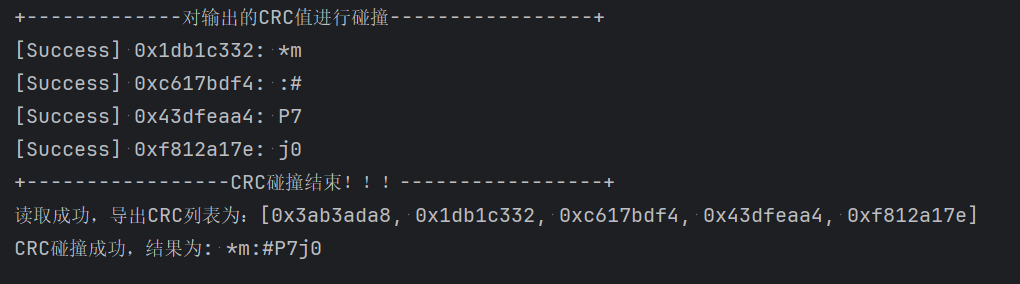 +-------------对输出的CRC值进行碰撞-----------------+
[Success] 0x1db1c332: *m
[Success] 0xc617bdf4: :#
[Success] 0x43dfeaa4: P7
[Success] 0xf812a17e: j0
+-----------------CRC碰撞结束！！！-----------------+
读取成功，导出CRC列表为：[0x3ab3ada8, 0x1db1c332, 0xc617bdf4, 0x43dfeaa4, 0xf812a17e]
CRC碰撞成功，结果为: *m:#P7j0